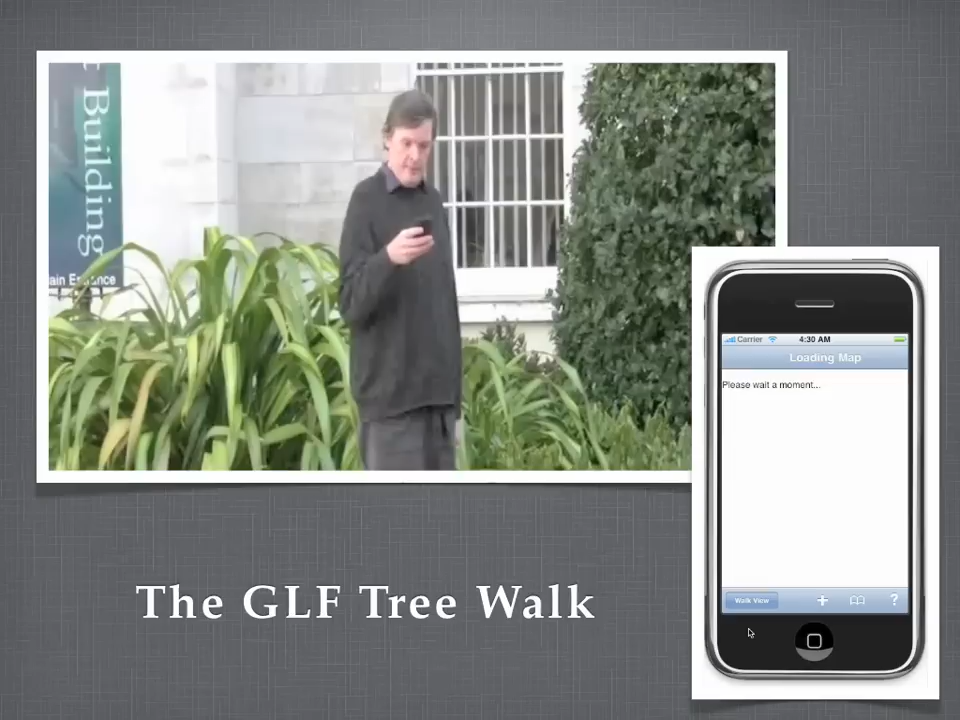 Building
ain Entrance
Carrier
4:30 AM
Loading Map
Please wait a moment...
Walk View
+
?
The GLF Tree Walk